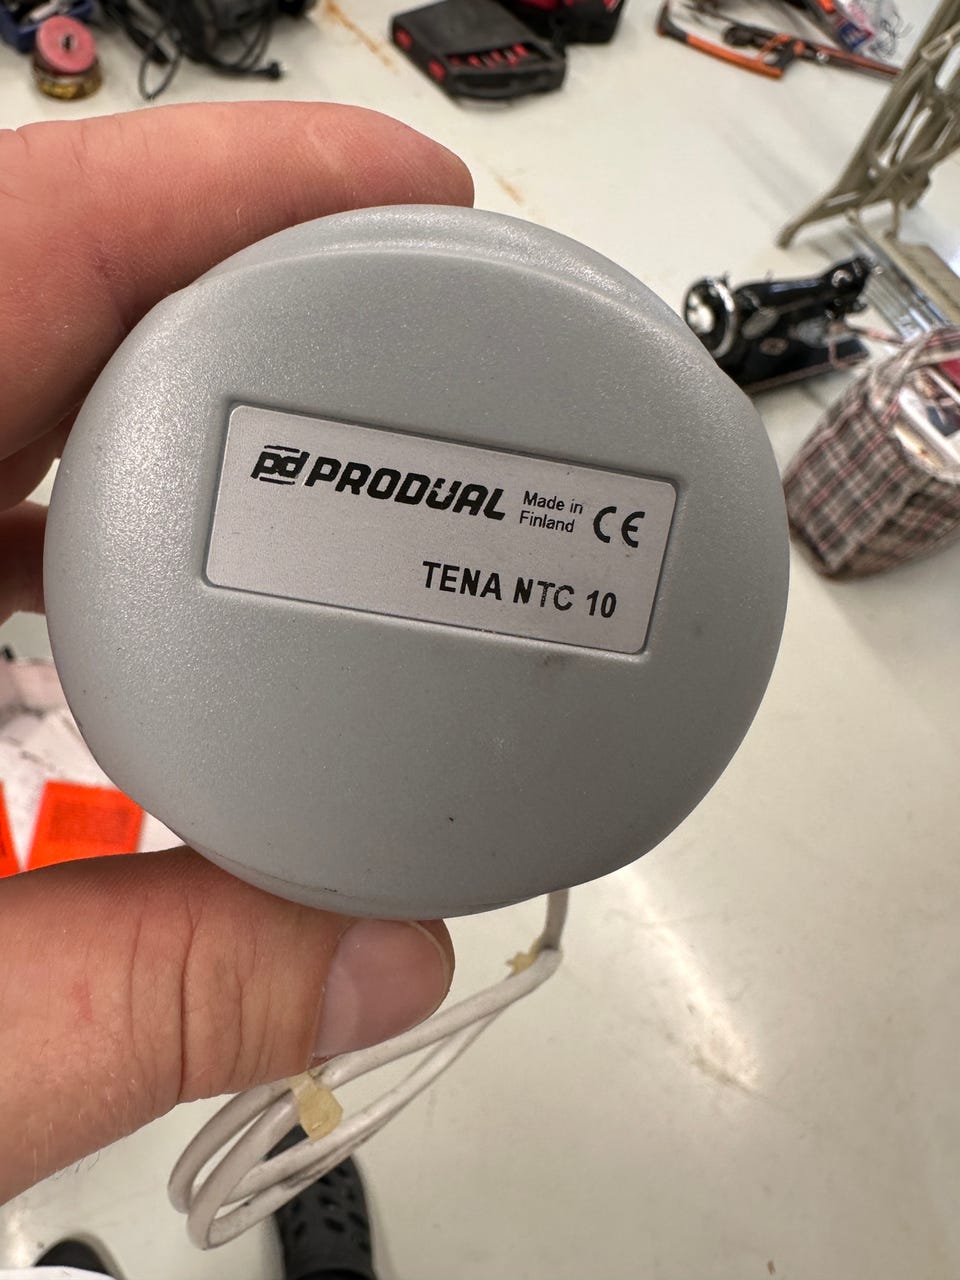 pd PRODUAL Made in Finland CE
TENA NTC 10